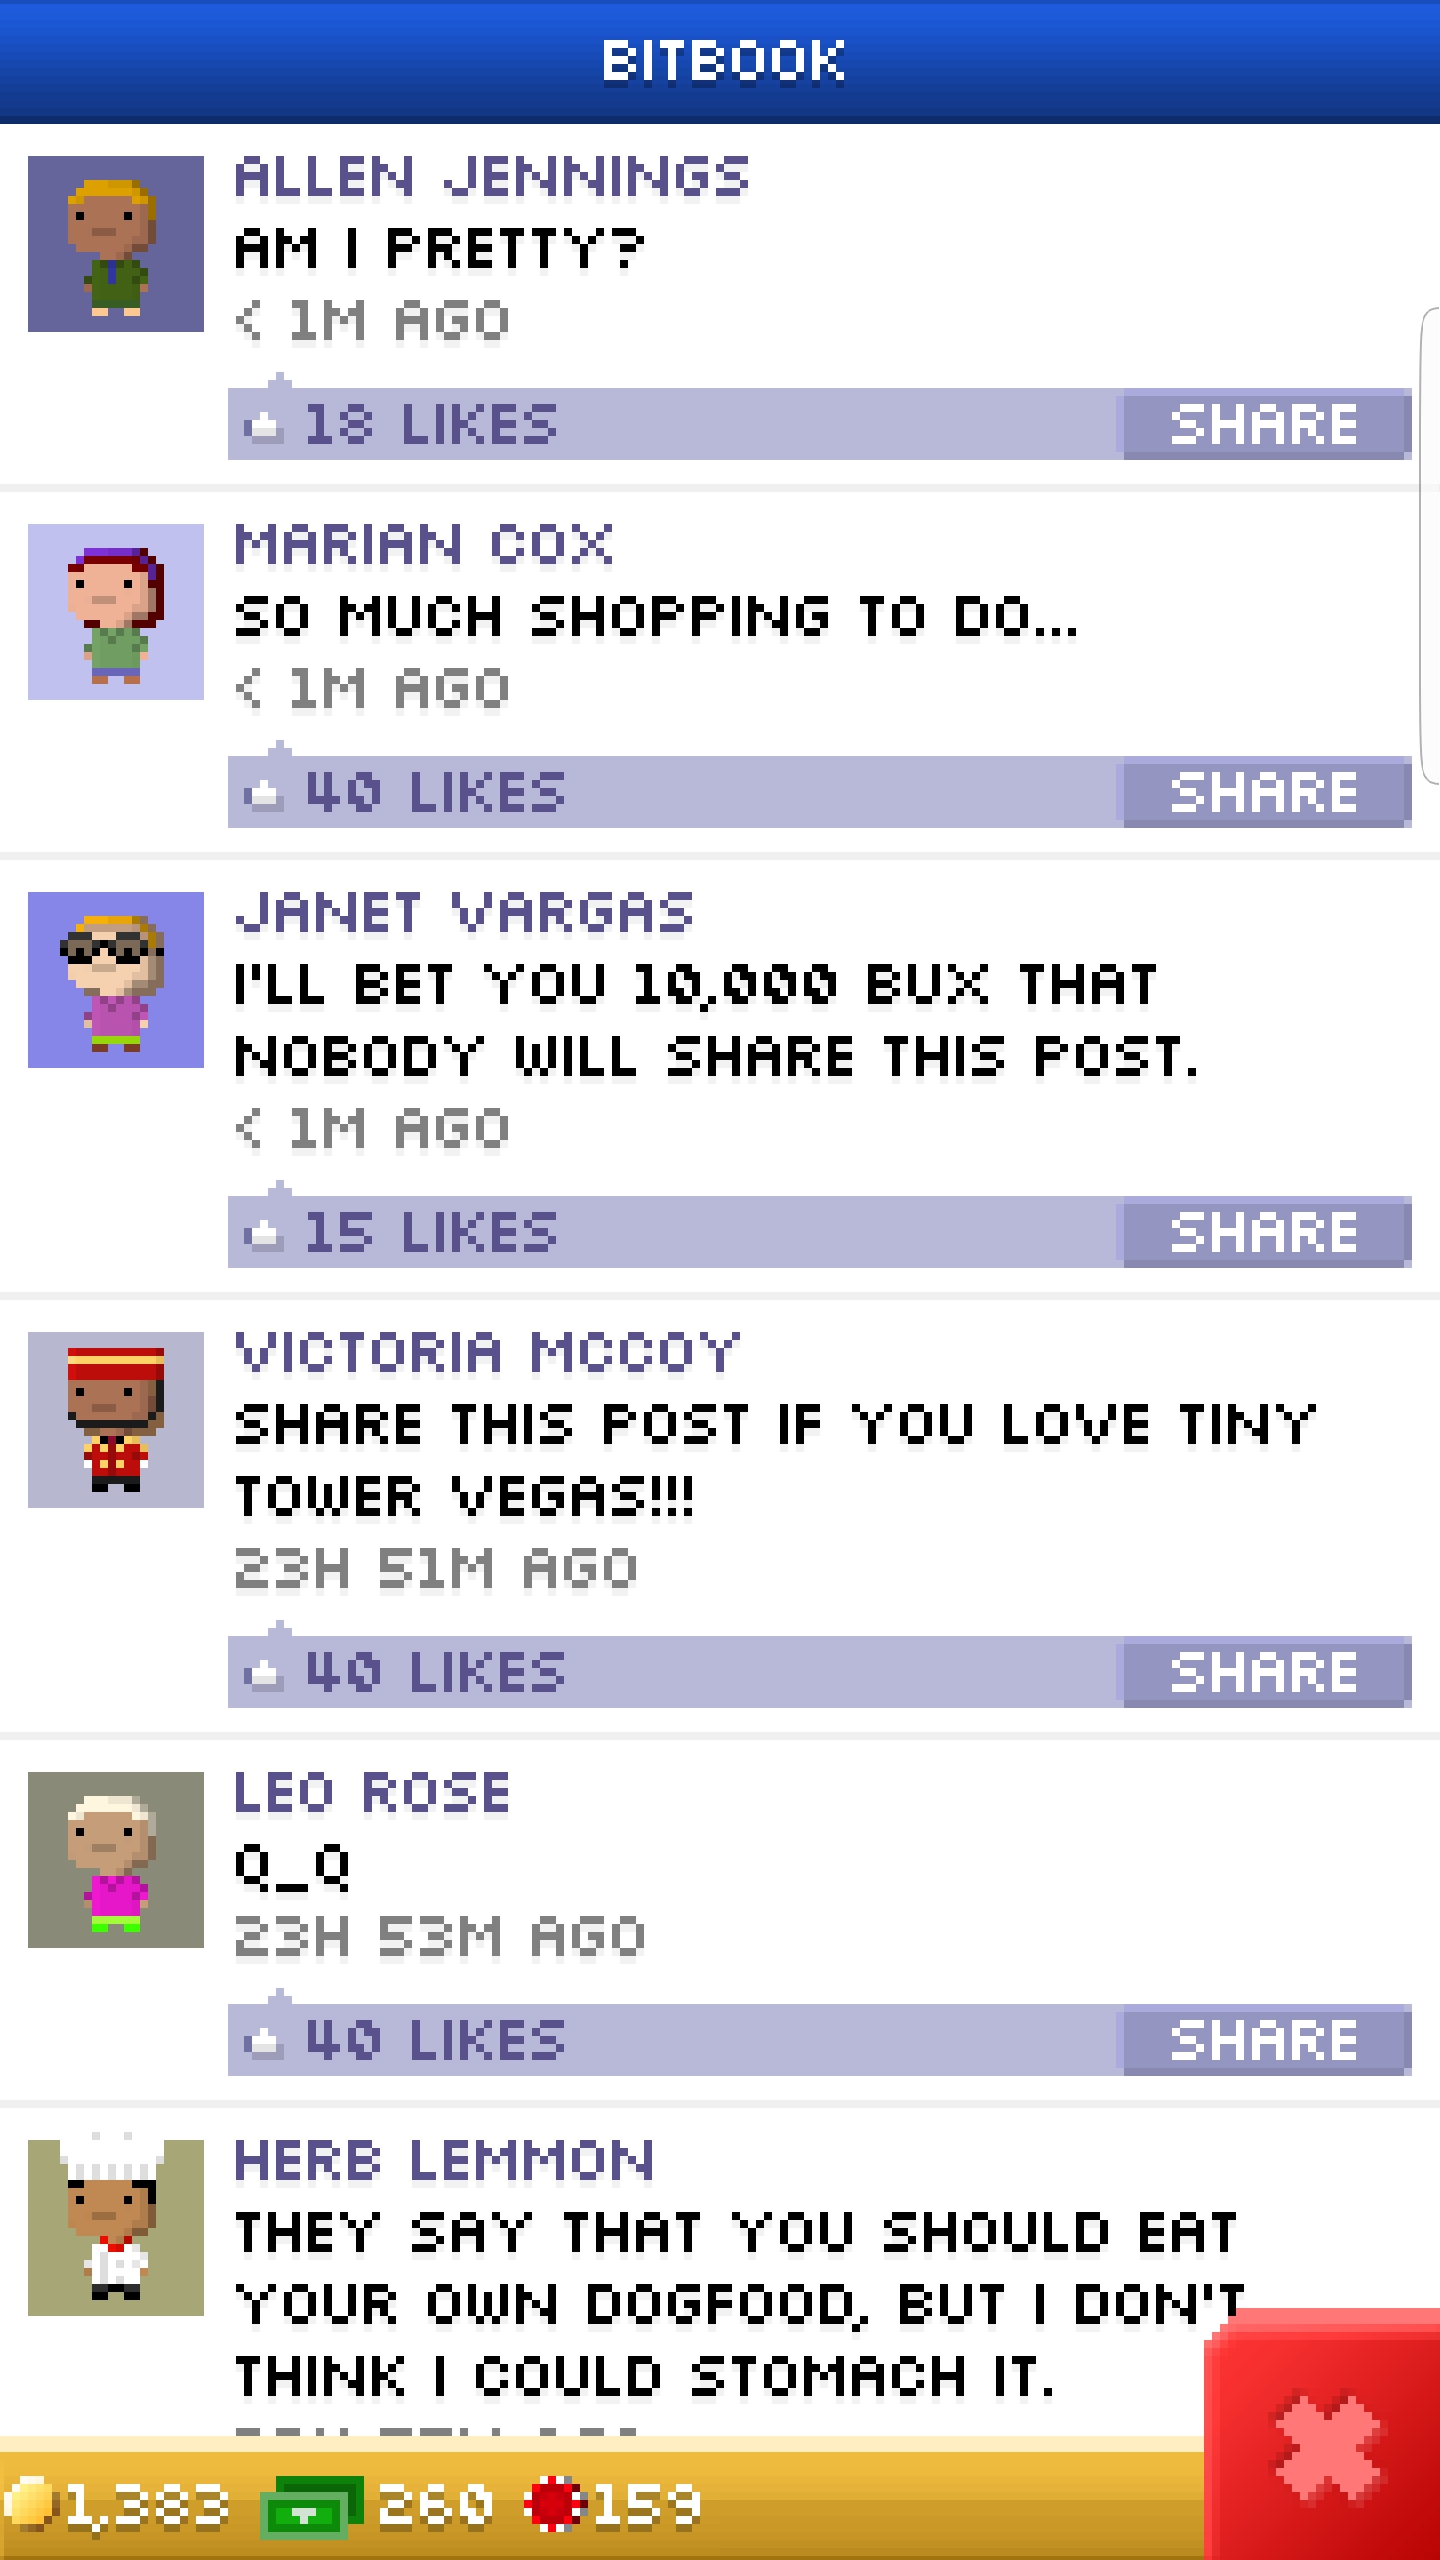 BITBOOK
ALLEN JENNINGS
AM I PRETTY?
< 1M AGO
18 LIKES SHARE
MARIAN COX
SO MUCH SHOPPING TO DO...
< 1M AGO
40 LIKES SHARE
JANET VARGAS
I'LL BET YOU 10,000 BUX THAT
NOBODY WILL SHARE THIS POST.
< 1M AGO
15 LIKES SHARE
VICTORIA MCCOY
SHARE THIS POST IF YOU LOVE TINY
TOWER VEGAS!!!
23H 51M AGO
40 LIKES SHARE
LEO ROSE
Q_Q
23H 53M AGO
40 LIKES SHARE
HERB LEMMON
THEY SAY THAT YOU SHOULD EAT
YOUR OWN DOGFOOD, BUT I DON'T
THINK I COULD STOMACH IT.
1,383 260 159